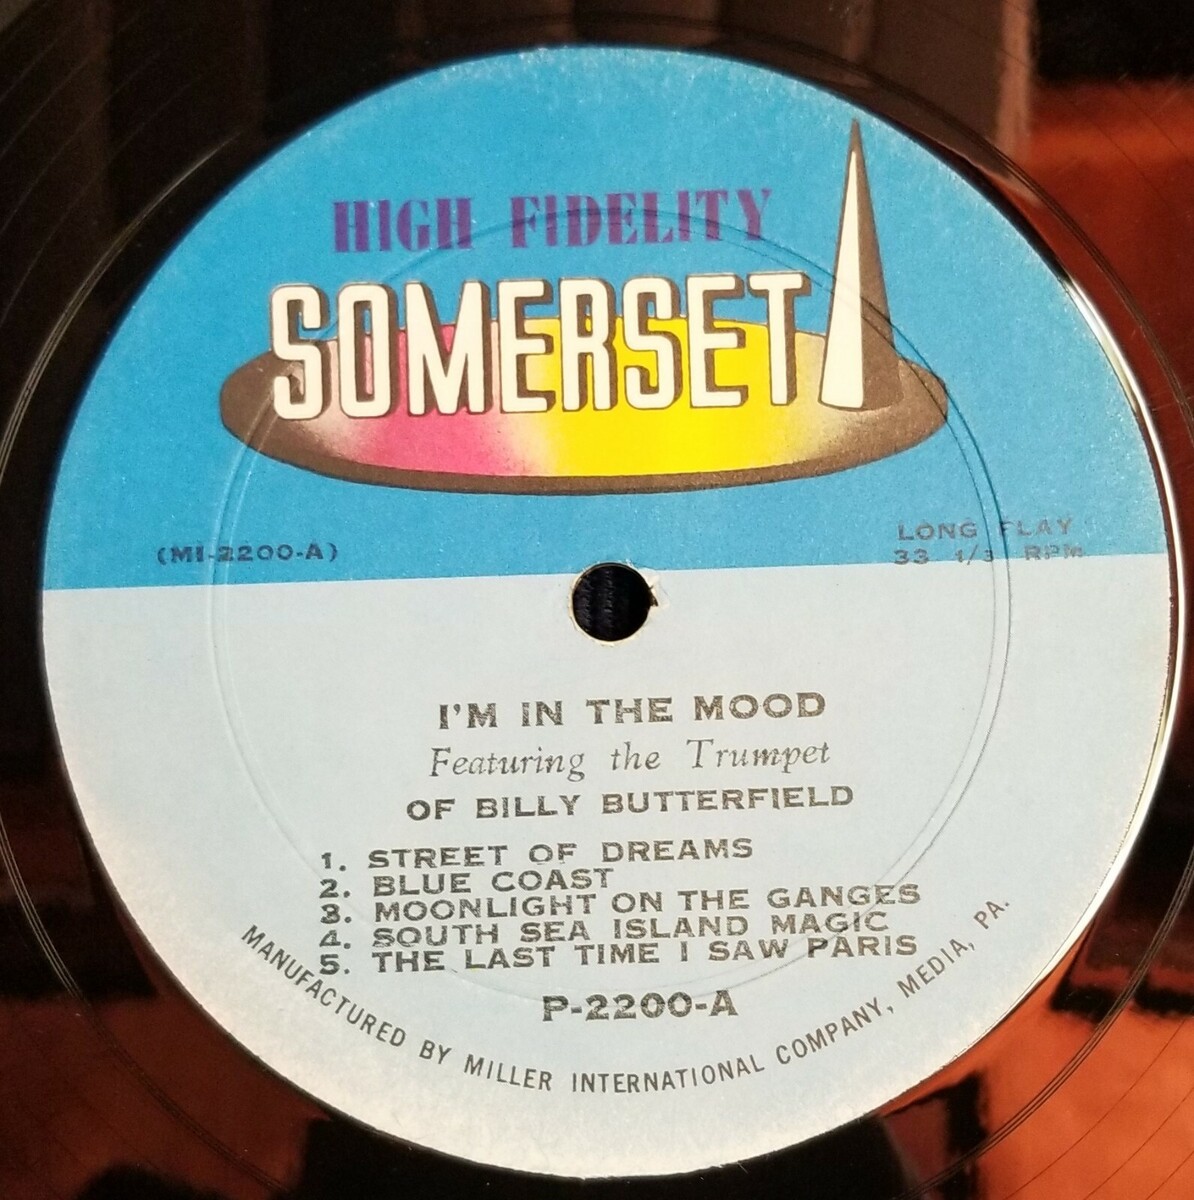 HIGH FIDELITY
SOMERSET
(MI-2200-A)
LONG PLAY
33 1/3 RPM
I'M IN THE MOOD
Featuring the Trumpet
OF BILLY BUTTERFIELD
1. STREET OF DREAMS
2. BLUE COAST
3. MOONLIGHT ON THE GANGES
4. SOUTH SEA ISLAND MAGIC
5. THE LAST TIME I SAW PARIS
P-2200-A
MANUFACTURED BY MILLER INTERNATIONAL COMPANY, MEDIA, PA.